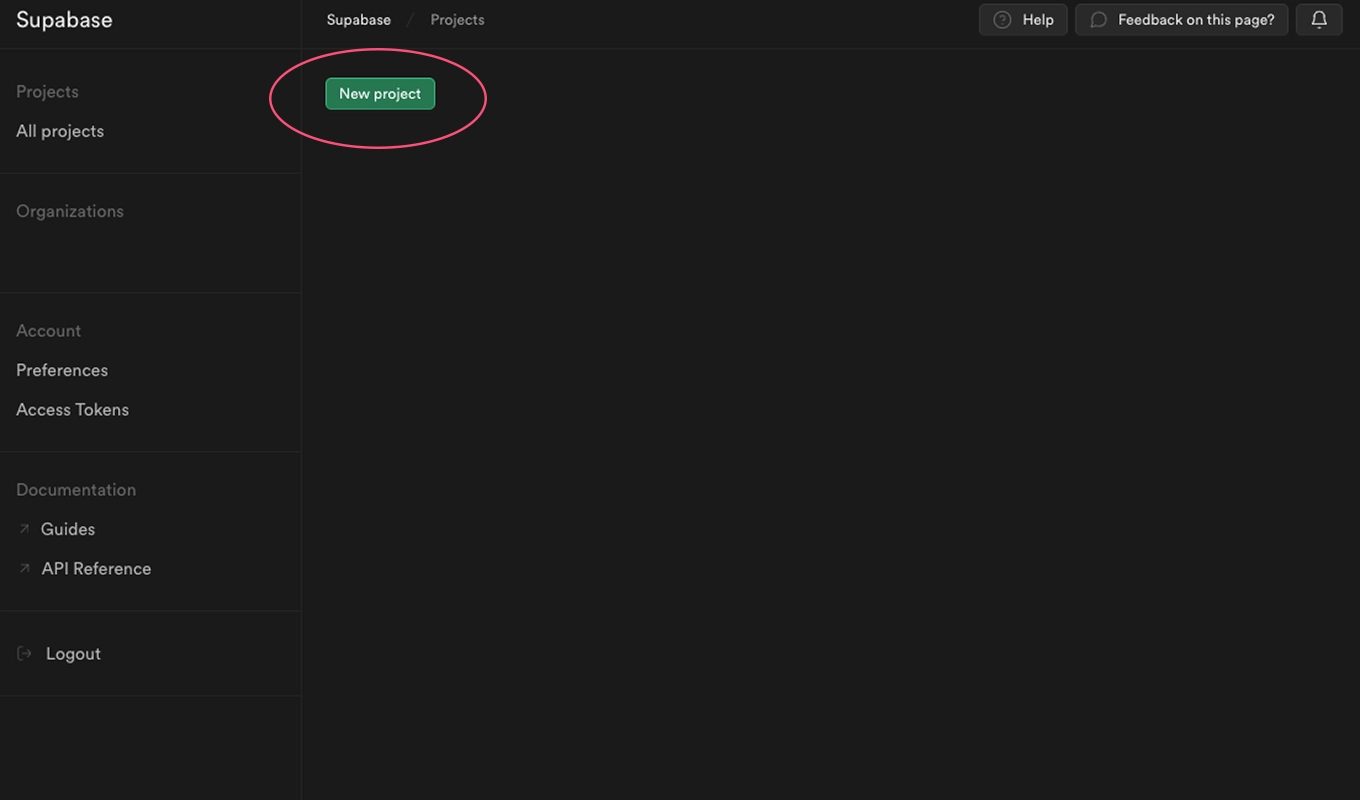 Supabase
Supabase / Projects
Help
Feedback on this page?
Projects
All projects
New project
Organizations
Account
Preferences
Access Tokens
Documentation
Guides
API Reference
Logout